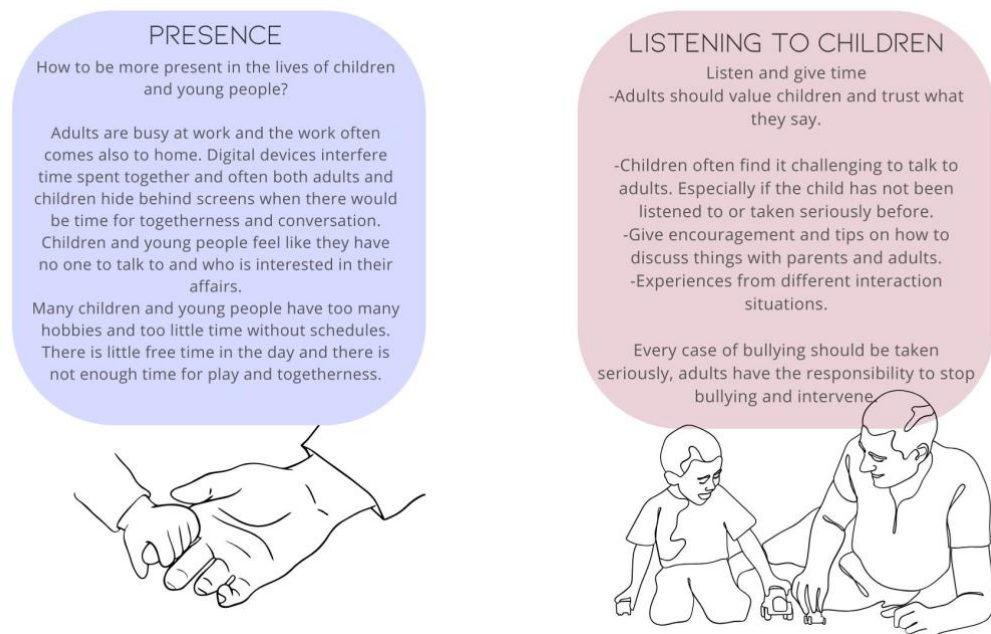 PRESENCE
How to be more present in the lives of children
and young people?
Adults are busy at work and the work often
comes also to home. Digital devices interfere
time spent together and often both adults and
children hide behind screens when there would
be time for togetherness and conversation.
Children and young people feel like they have
no one to talk to and who is interested in their
affairs.
Many children and young people have too many
hobbies and too little time without schedules.
There is little free time in the day and there is
not enough time for play and togetherness.
LISTENING TO CHILDREN
Listen and give time
-Adults should value children and trust what
they say.
-Children often find it challenging to talk to
adults. Especially if the child has not been
listened to or taken seriously before.
-Give encouragement and tips on how to
discuss things with parents and adults.
-Experiences from different interaction
situations.
Every case of bullying should be taken
seriously, adults have the responsibility to stop
bullying and intervene.